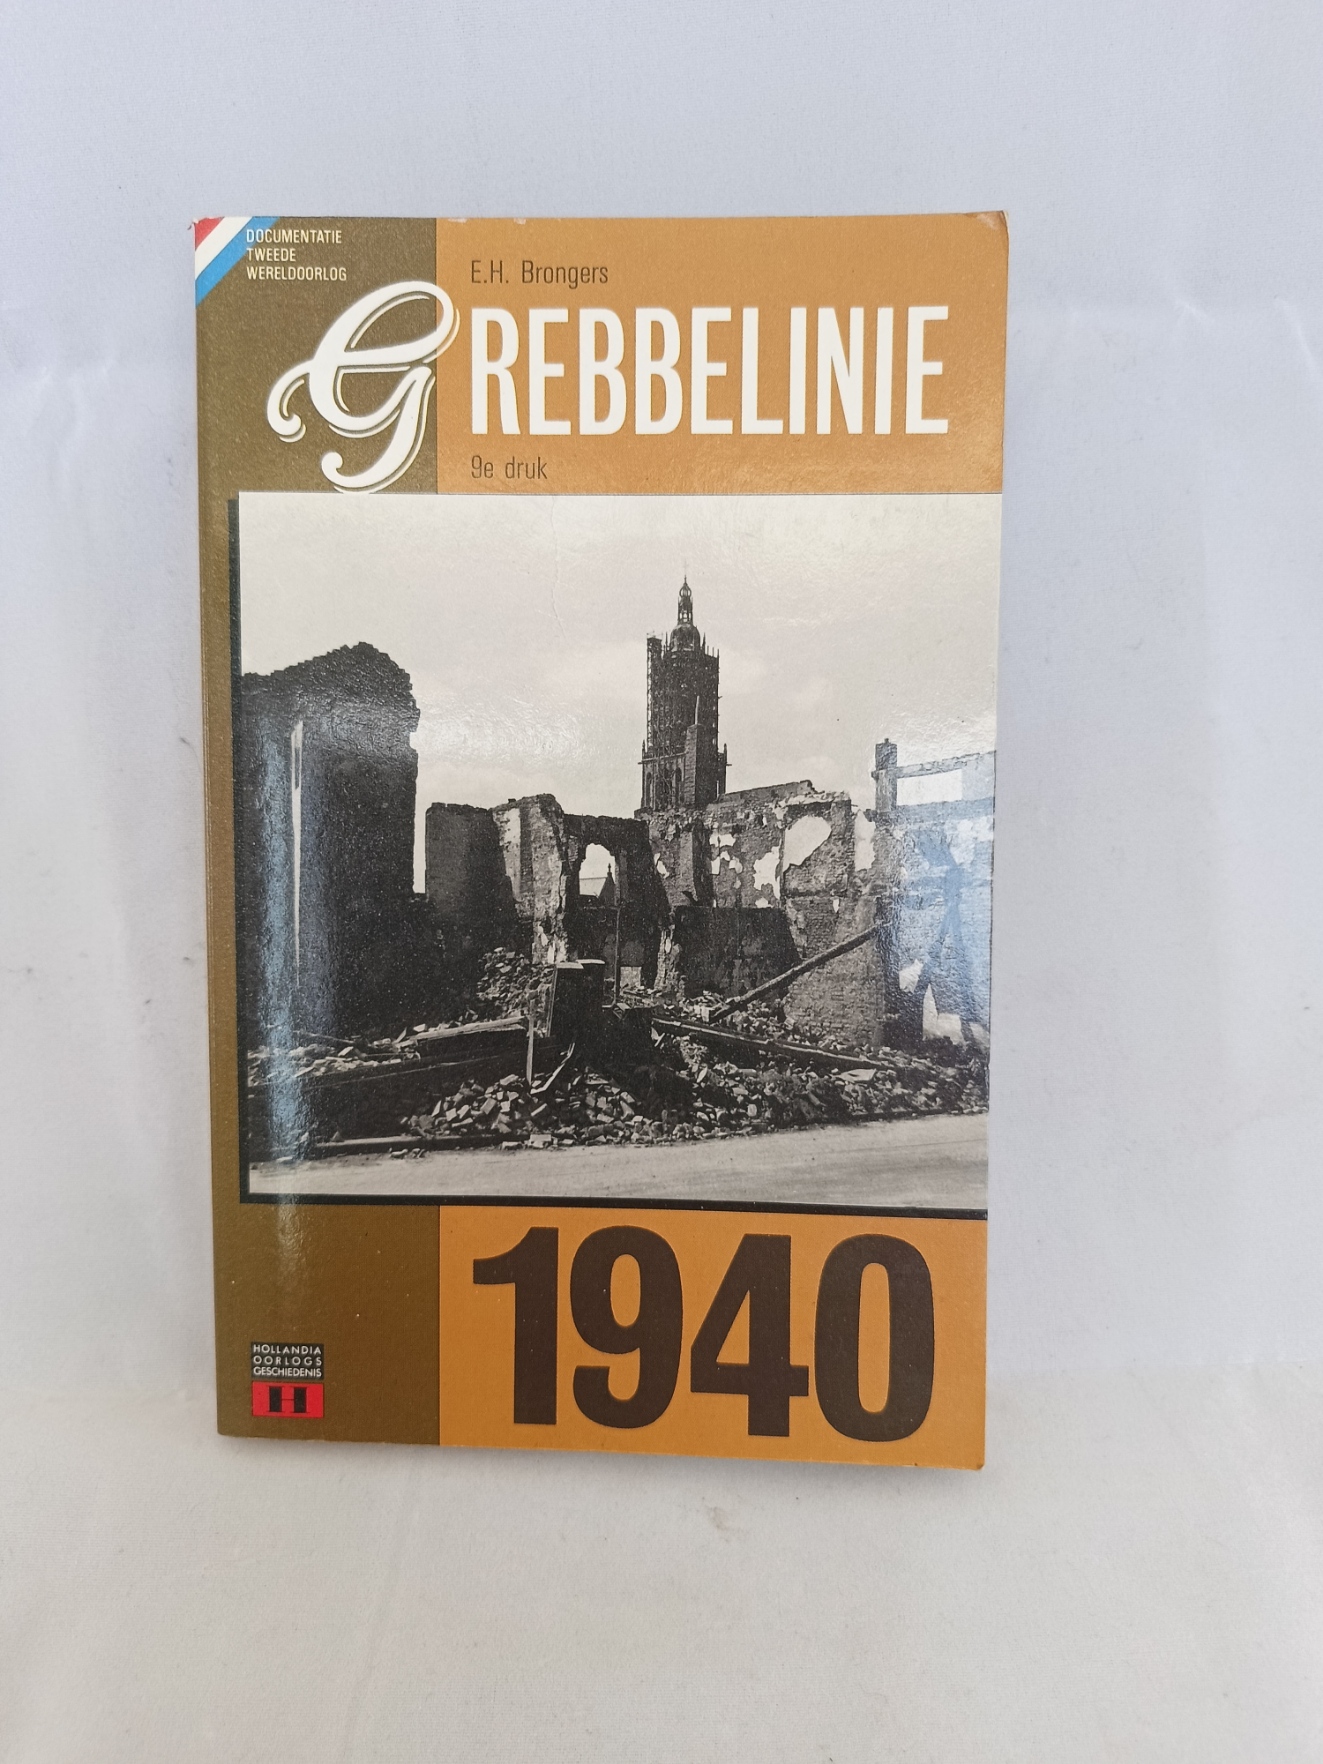 DOCUMENTATIE
TWEEDE
WERELDOORLOG
E.H. Brongers
GREBBELINIE
9e druk
1940
HOLLANDIA
OORLOGS
GESCHIEDENIS
H